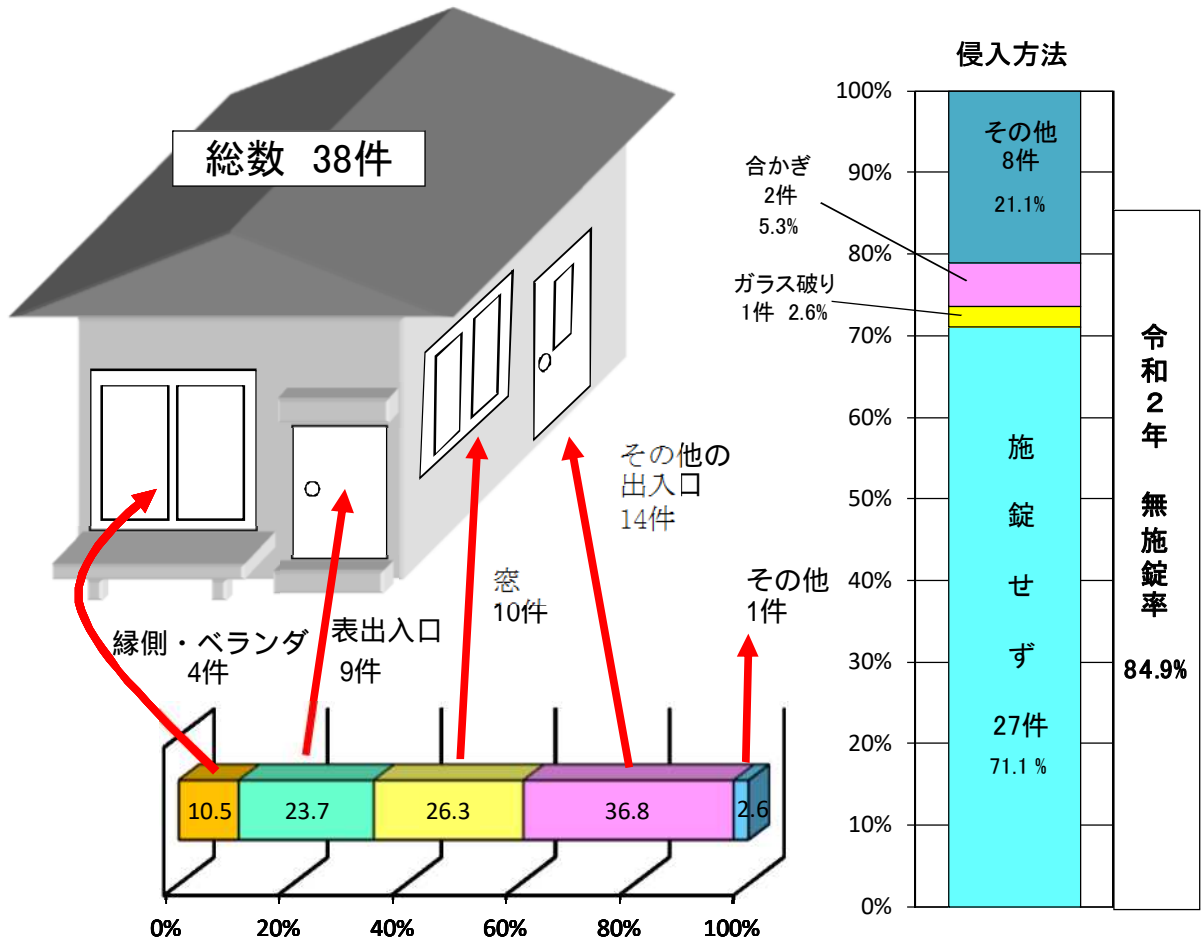 総数 38件
縁側・ベランダ
4件
表出入口
9件
窓
10件
その他の
出入口
14件
その他
1件
10.5
23.7
26.3
36.8
2.6
0%
20%
40%
60%
80%
100%
侵入方法
100%
90%
80%
70%
60%
50%
40%
30%
20%
10%
0%
その他
8件
21.1%
合かぎ
2件
5.3%
ガラス破り
1件 2.6%
施錠せず
27件
71.1 %
令和2年 無施錠率
84.9%